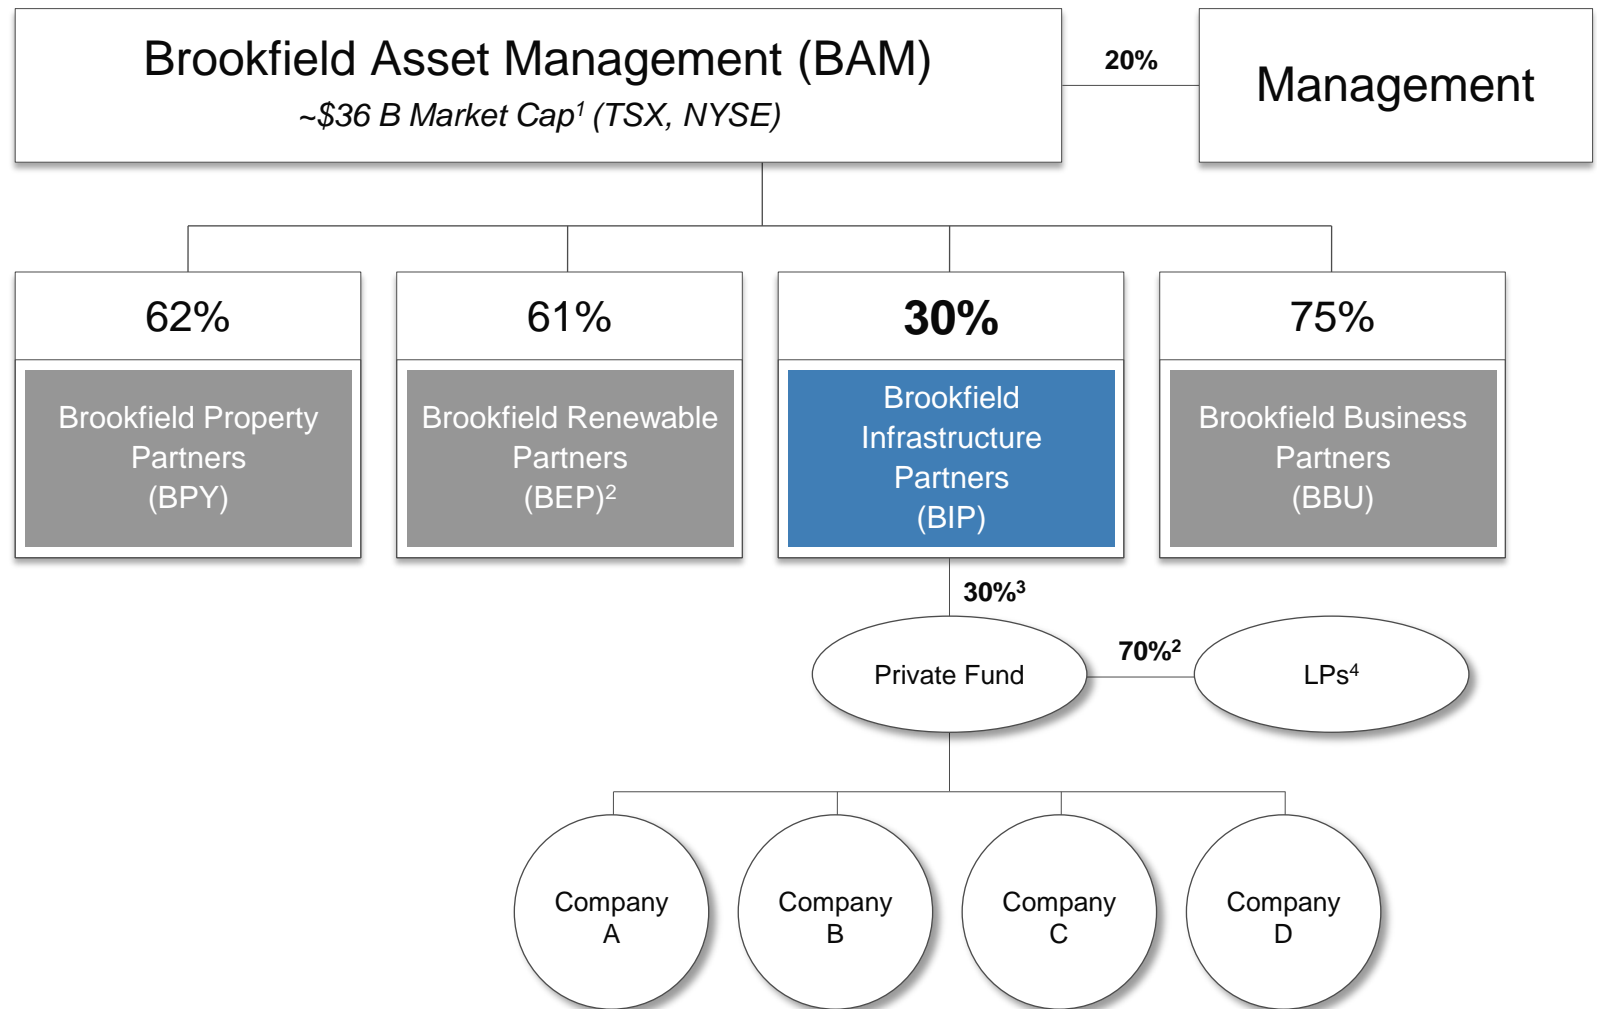 Brookfield Asset Management (BAM)
~$36 B Market Cap¹ (TSX, NYSE)
20%
Management
62%
61%
30%
75%
Brookfield Property
Partners
(BPY)
Brookfield Renewable
Partners
(BEP)²
Brookfield
Infrastructure
Partners
(BIP)
Brookfield Business
Partners
(BBU)
30%³
Private Fund
70%²
LPs⁴
Company
A
Company
B
Company
C
Company
D